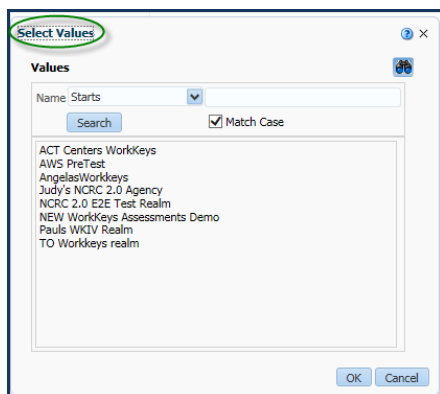 Select Values
Values
Name Starts
Search Match Case
ACT Centers WorkKeys
AWS PreTest
AngelasWorkkeys
Judy's NCRC 2.0 Agency
NCRC 2.0 E2E Test Realm
NEW WorkKeys Assessments Demo
Pauls WKIV Realm
TO Workkeys realm
OK Cancel